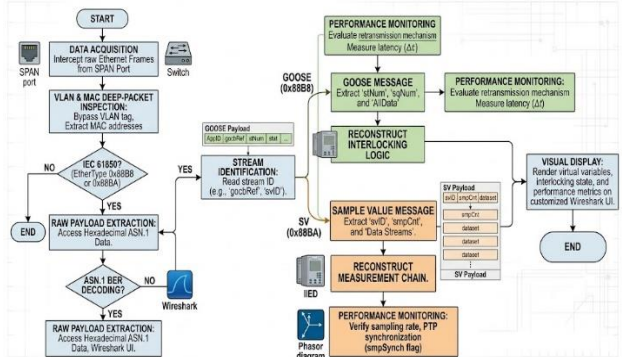 START
DATA ACQUISITION
Intercept raw Ethernet Frames
from SPAN Port
SPAN
port
Switch
VLAN & MAC DEEP-PACKET
INSPECTION:
Bypass VLAN tag,
Extract MAC addresses
NO
IEC 61850?
(EtherType 0x88B8
or 0x88BA)
YES
END
RAW PAYLOAD EXTRACTION:
Access Hexadecimal ASN.1
Data.
ASN.1 BER
DECODING?
NO
Wireshark
YES
RAW PAYLOAD EXTRACTION:
Access Hexadecimal ASN.1
Data, Wireshark UI.
YES
GOOSE Payload
AppID gocbRef stNum stat ...
STREAM
IDENTIFICATION:
Read stream ID
(e.g., 'gocbRef', 'svID').
GOOSE
(0x88B8)
SV
(0x88BA)
PERFORMANCE MONITORING
Evaluate retransmission mechanism
Measure latency (Δt)
GOOSE MESSAGE
Extract 'stNum', 'sqNum',
and 'AlData'
PERFORMANCE MONITORING:
Evaluate retransmission mechanism
Measure latency (Δt)
RECONSTRUCT
INTERLOCKING
LOGIC
SAMPLE VALUE MESSAGE
Extract 'svID', 'smpCnt',
and 'Data Streams'.
SV Payload
svID smpCnt dataset
smpCnt
dataset
dataset
dataset
SV Payload
IIED
RECONSTRUCT
MEASUREMENT CHAIN.
Phasor
diagram
PERFORMANCE MONITORING:
Verify sampling rate, PTP
synchronization
(smpSynch flag)
VISUAL DISPLAY:
Render virtual variables,
interlocking state, and
performance metrics on
customized Wireshark UI.
END